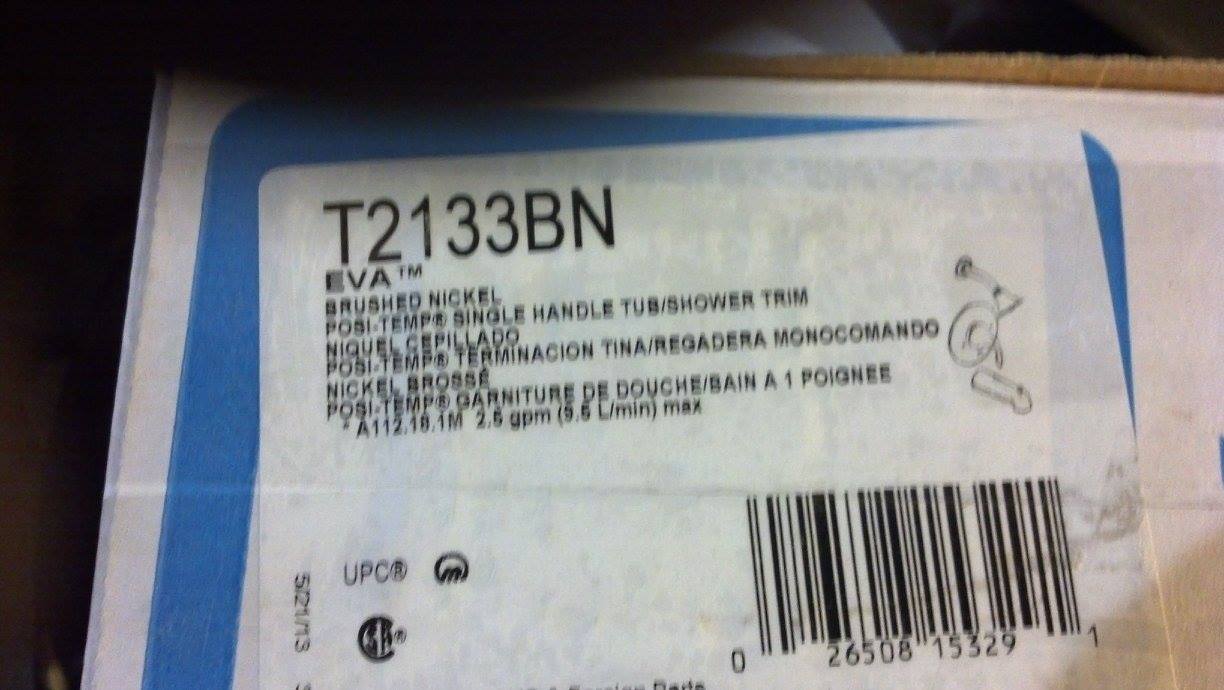 T2133BN
EVA™
BRUSHED NICKEL
POSI-TEMP® SINGLE HANDLE TUB/SHOWER TRIM
NIQUEL CEPILLADO
POSI-TEMP® TERMINACION TINA/REGADERA MONOCOMANDO
NICKEL BROSSÉ
POSI-TEMP® GARNITURE DE DOUCHE/BAIN A 1 POIGNEE
* A112.18.1M 2.5 gpm (9.5 L/min) max
UPC®
5/21/13
0 26508 15329 1